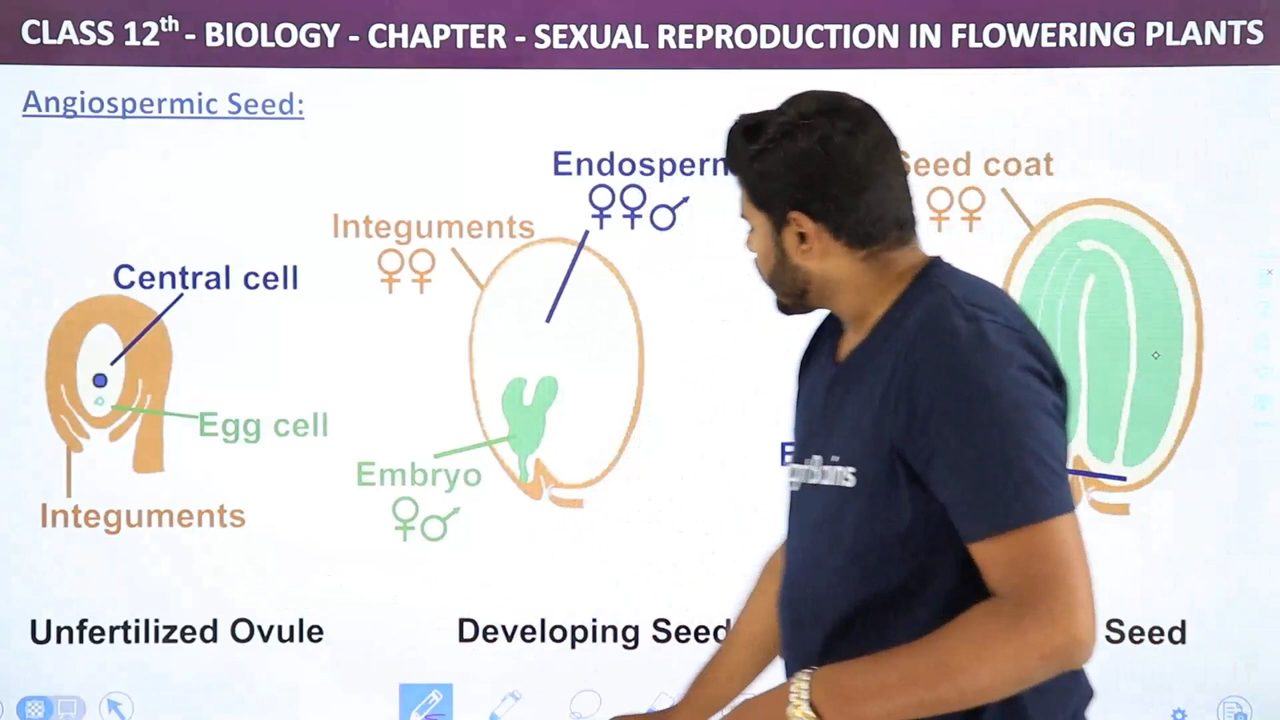 CLASS 12th - BIOLOGY - CHAPTER - SEXUAL REPRODUCTION IN FLOWERING PLANTS
Angiospermic Seed:
Seed coat
Integuments
Central cell
Egg cell
Embryo
Integuments
Unfertilized Ovule
Developing Seed
Seed